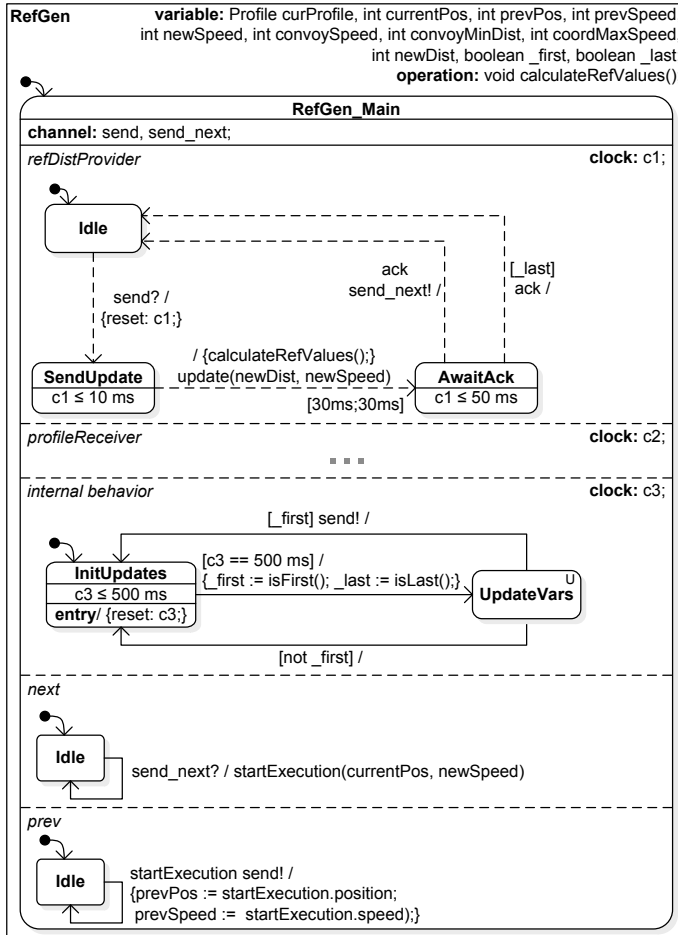 RefGen
variable: Profile curProfile, int currentPos, int prevPos, int prevSpeed
int newSpeed, int convoySpeed, int convoyMinDist, int coordMaxSpeed,
int newDist, boolean _first, boolean _last
operation: void calculateRefValues()
RefGen_Main
channel: send, send_next;
refDistProvider
clock: c1;
Idle
send? /
{reset: c1;}
ack
send_next! /
[_last]
ack /
/ {calculateRefValues();}
update(newDist, newSpeed)
[30ms;30ms]
SendUpdate
c1 ≤ 10 ms
AwaitAck
c1 ≤ 50 ms
profileReceiver
clock: c2;
internal behavior
clock: c3;
[_first] send! /
InitUpdates
c3 ≤ 500 ms
entry/ {reset: c3;}
[c3 == 500 ms] /
{_first := isFirst(); _last := isLast();}
U
UpdateVars
[not _first] /
next
Idle
send_next? / startExecution(currentPos, newSpeed)
prev
Idle
startExecution send! /
{prevPos := startExecution.position;
prevSpeed := startExecution.speed);}